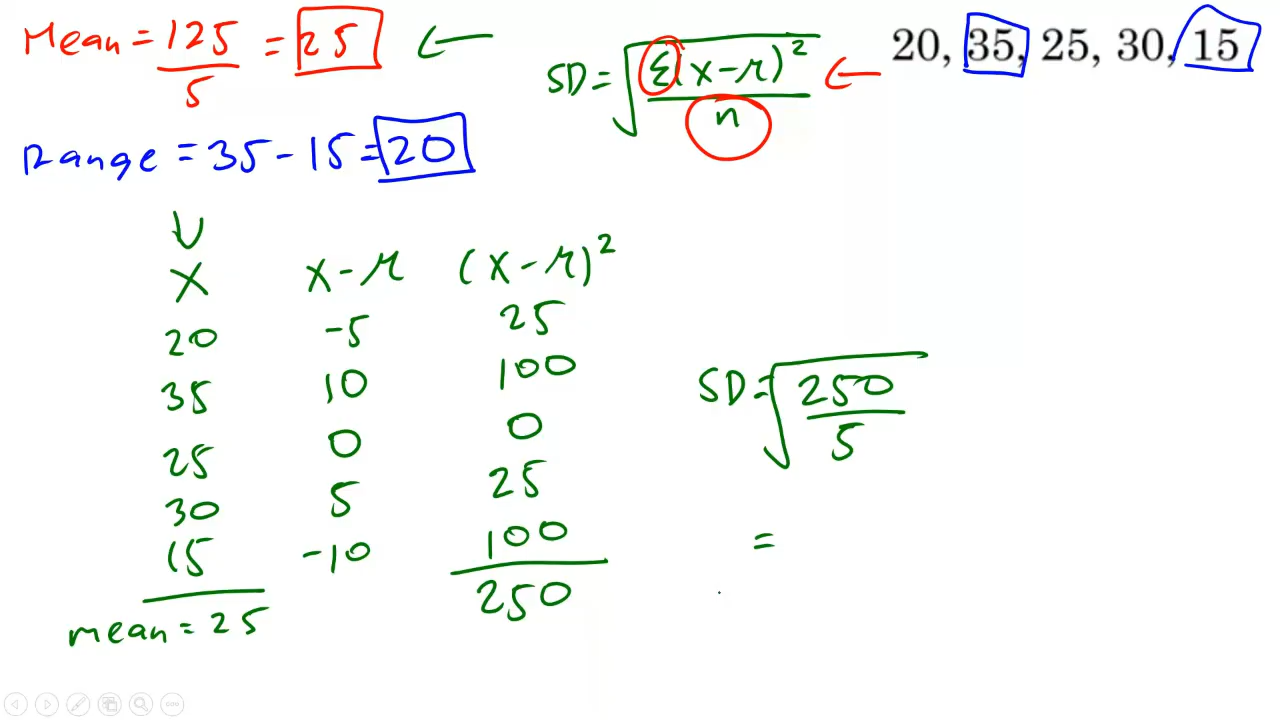 Mean = 125/5 = 25
SD = √(Σ(x-μ)²/n)
20, 35, 25, 30, 15
Range = 35-15 = 20
x x-μ (x-μ)²
20 -5 25
35 10 100
25 0 0
30 5 25
15 -10 100
mean = 25 250
SD = √(250/5)
=